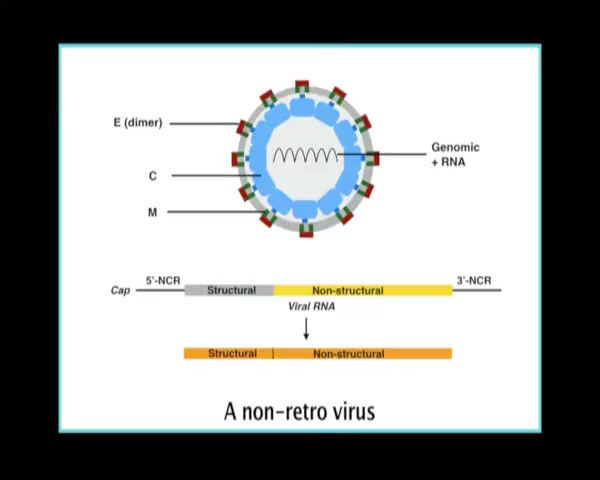 E (dimer)
Genomic
+ RNA
C
M
5'-NCR
3'-NCR
Cap
Structural
Non-structural
Viral RNA
Structural
Non-structural
A non-retro virus